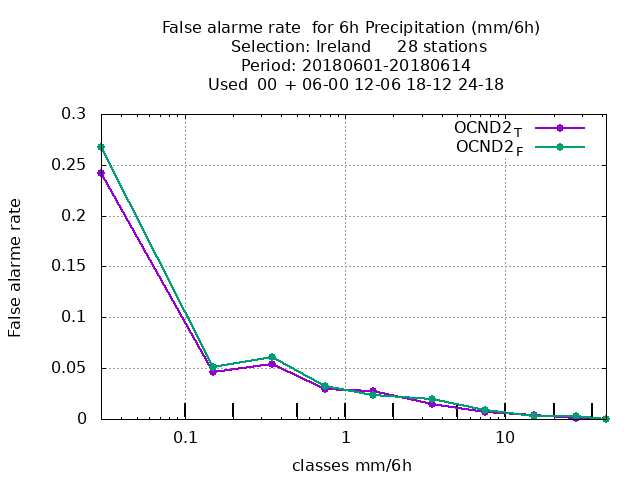 False alarme rate  for 6h Precipitation (mm/6h)
Selection: Ireland     28 stations
Period: 20180601-20180614
Used  00  + 06-00 12-06 18-12 24-18
OCND2T
OCND2F
0.3
0.25
0.2
0.15
0.1
0.05
0
False alarme rate
0.1
1
10
classes mm/6h